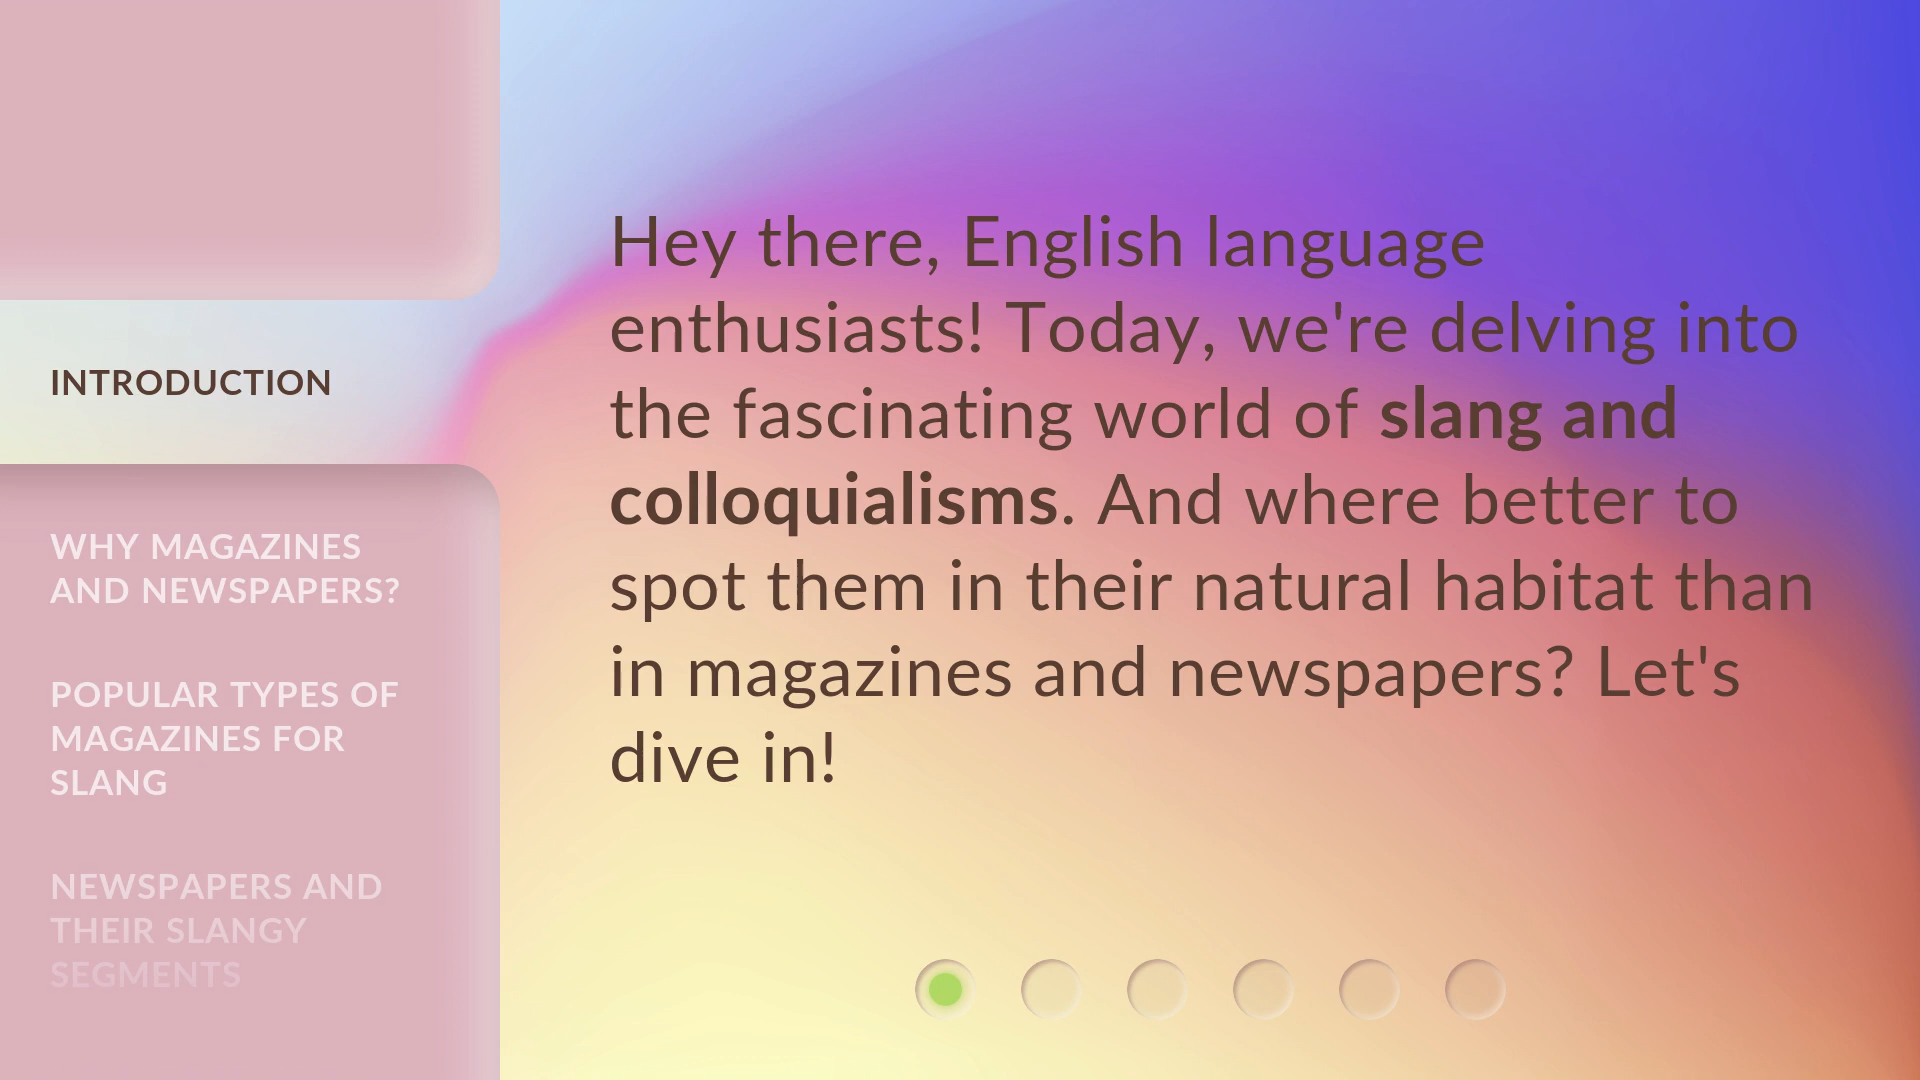 INTRODUCTION
WHY MAGAZINES
AND NEWSPAPERS?
POPULAR TYPES OF
MAGAZINES FOR
SLANG
NEWSPAPERS AND
THEIR SLANGY
SEGMENTS
Hey there, English language
enthusiasts! Today, we're delving into
the fascinating world of slang and
colloquialisms. And where better to
spot them in their natural habitat than
in magazines and newspapers? Let's
dive in!